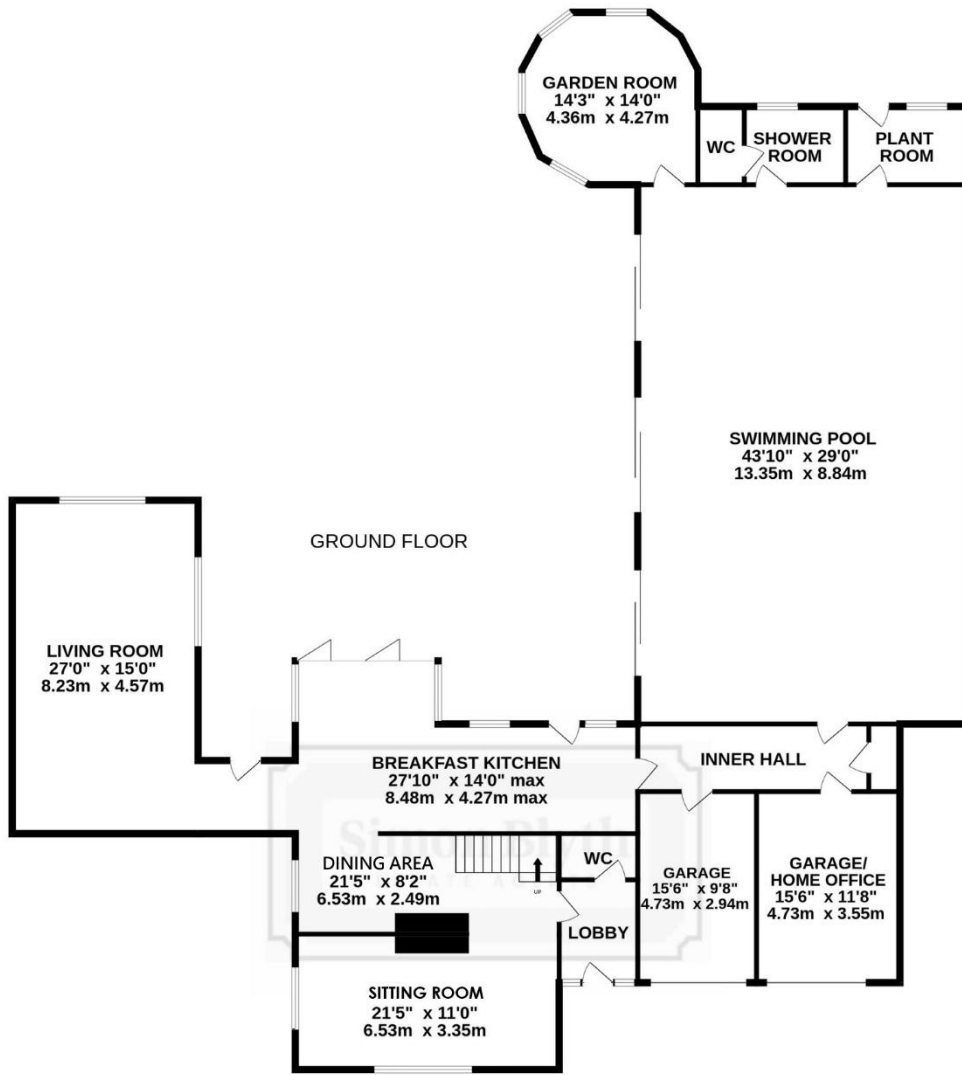 GARDEN ROOM
14'3" x 14'0"
4.36m x 4.27m
WC
SHOWER
ROOM
PLANT
ROOM
SWIMMING POOL
43'10" x 29'0"
13.35m x 8.84m
GROUND FLOOR
LIVING ROOM
27'0" x 15'0"
8.23m x 4.57m
BREAKFAST KITCHEN
27'10" x 14'0" max
8.48m x 4.27m max
INNER HALL
Simon Blyth
ESTATE AGENTS
DINING AREA
21'5" x 8'2"
6.53m x 2.49m
UP
WC
LOBBY
GARAGE
15'6" x 9'8"
4.73m x 2.94m
GARAGE/
HOME OFFICE
15'6" x 11'8"
4.73m x 3.55m
SITTING ROOM
21'5" x 11'0"
6.53m x 3.35m